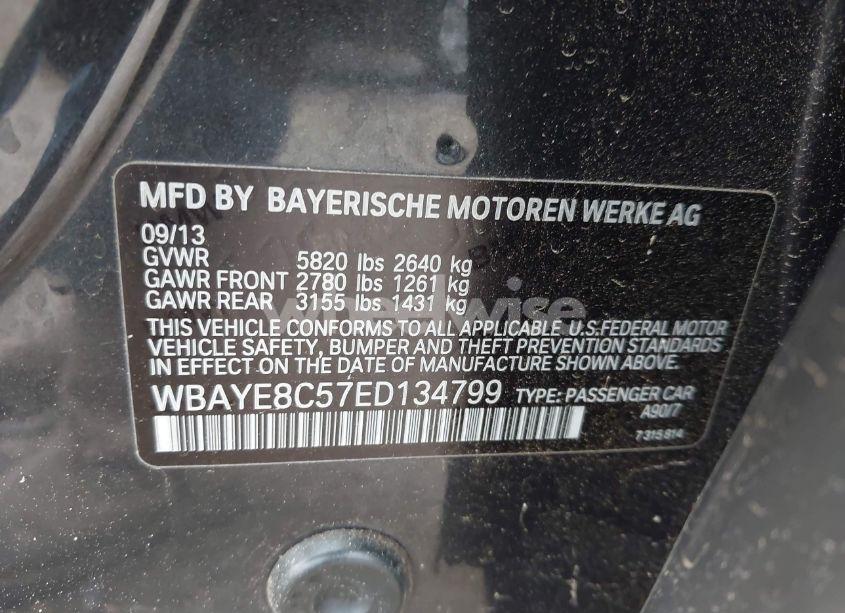 MFD BY BAYERISCHE MOTOREN WERKE AG
09/13
GVWR 5820 lbs 2640 kg
GAWR FRONT 2780 lbs 1261 kg
GAWR REAR 3155 lbs 1431 kg
wheelwise
THIS VEHICLE CONFORMS TO ALL APPLICABLE U.S.FEDERAL MOTOR
VEHICLE SAFETY, BUMPER AND THEFT PREVENTION STANDARDS
IN EFFECT ON THE DATE OF MANUFACTURE SHOWN ABOVE.
WBAYE8C57ED134799 TYPE: PASSENGER CAR
A90/7
7315814